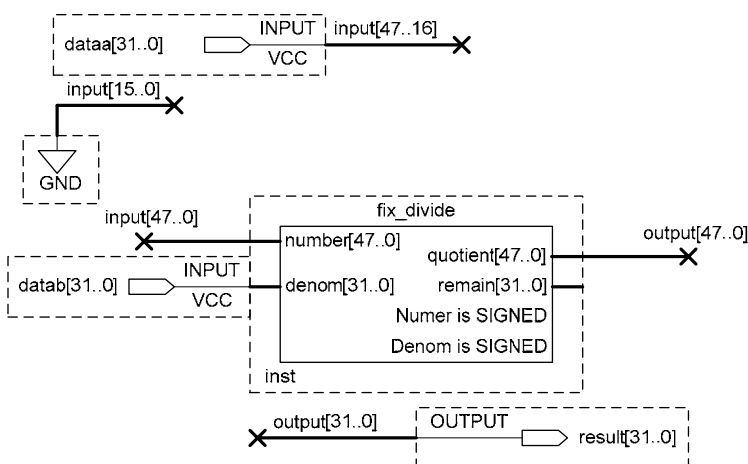 INPUT
VCC
dataa[31..0]
input[47..16]
input[15..0]
GND
input[47..0]
fix_divide
output[47..0]
number[47..0]
quotient[47..0]
INPUT
VCC
datab[31..0]
denom[31..0]
remain[31..0]
Numer is SIGNED
Denom is SIGNED
inst
output[31..0]
OUTPUT
result[31..0]